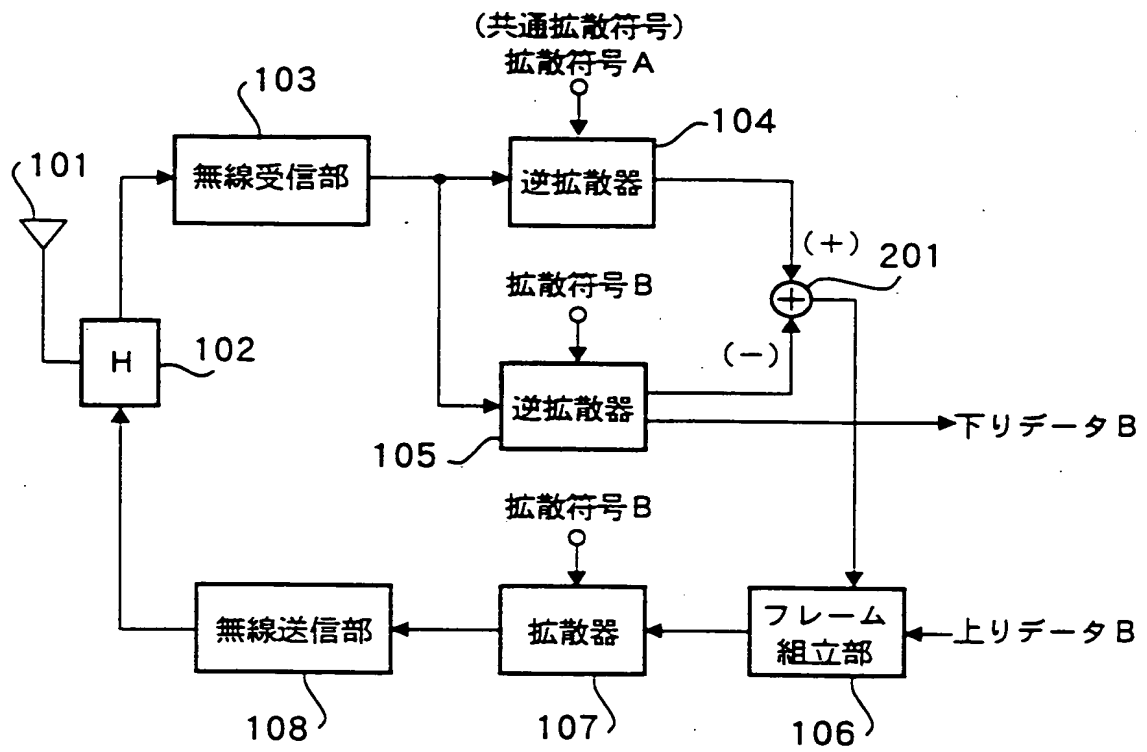 (共通拡散符号)
拡散符号A
103
104
101
無線受信部
逆拡散器
(+)
201
拡散符号B
H
102
(−)
逆拡散器
下りデータB
105
拡散符号B
無線送信部
拡散器
フレーム
組立部
上りデータB
108
107
106